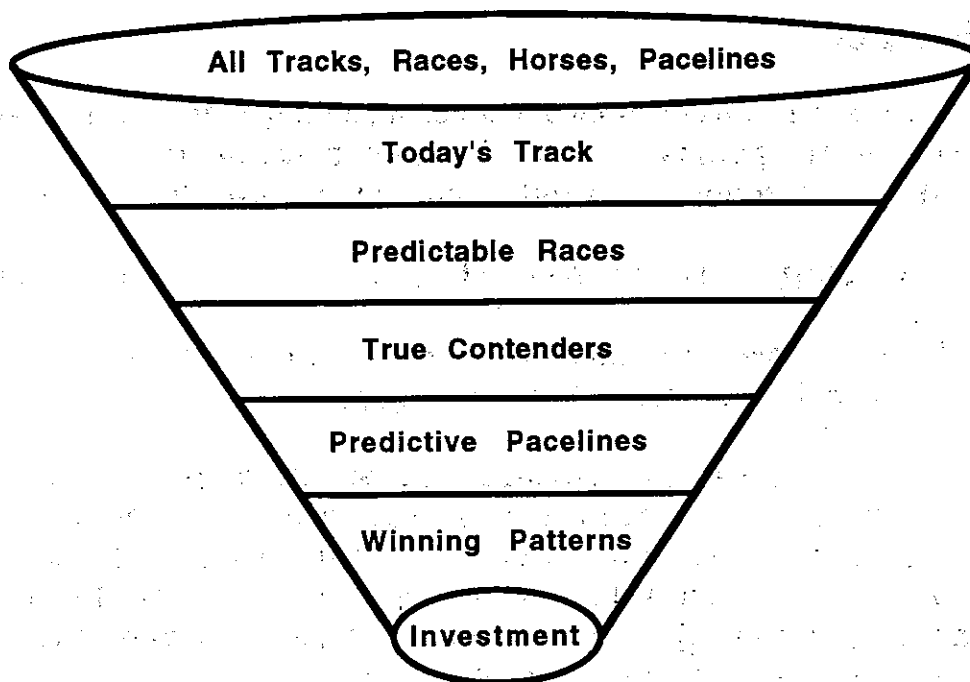 All Tracks, Races, Horses, Pacelines
Today's Track
Predictable Races
True Contenders
Predictive Pacelines
Winning Patterns
Investment